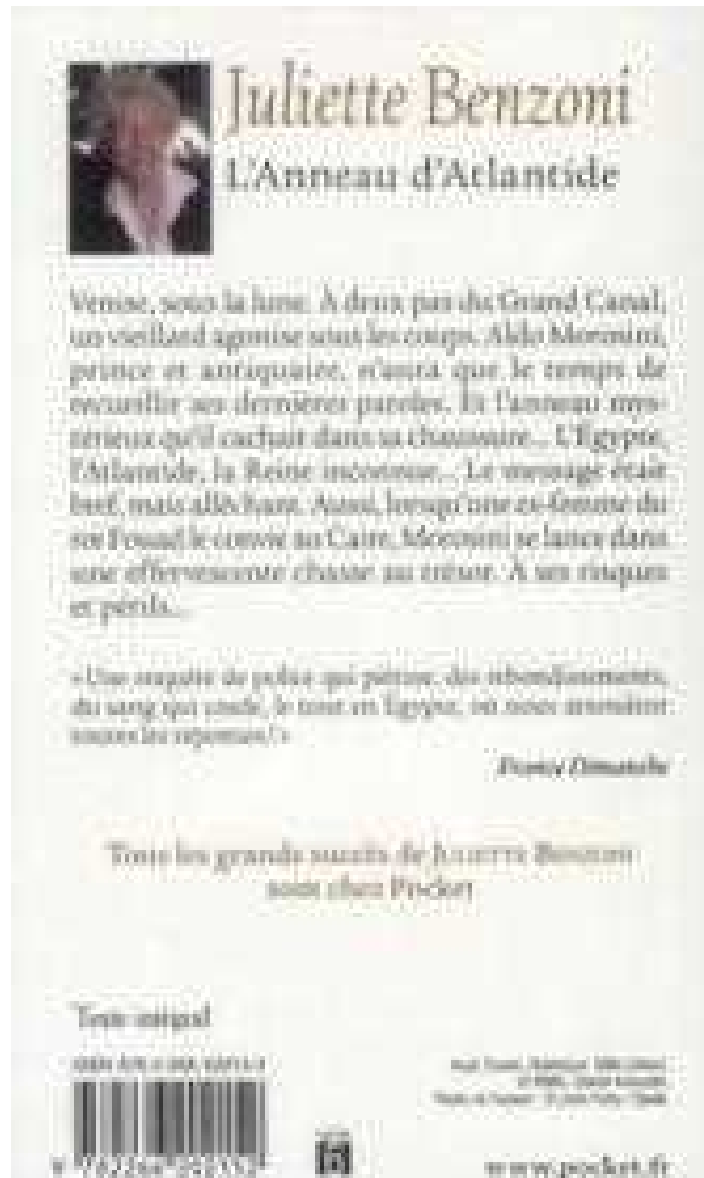 Juliette Benzoni
L'Anneau d'Atlantide
Venise, sous la lune. À deux pas du Grand Canal,
un vieillard agonise sous les coups. Aldo Morosini,
prince et antiquaire, n'aura que le temps de
recueillir ses dernières paroles. Et l'anneau mys-
térieux qu'il cachait dans sa chaussure... L'Égypte,
l'Atlantide, la Reine inconnue... Le message était
bref, mais alléchant. Aussi, lorsqu'une ex-femme du
roi Fouad le convie au Caire, Morosini se lance dans
une effervescente chasse au trésor. À ses risques
et périls...
« Une enquête de police qui piétine, des rebondissements,
du sang qui coule, le tout en Égypte, où nous attendent
toutes les réponses ! »
France Dimanche
Tous les grands succès de Juliette Benzoni
sont chez Pocket
Texte intégral
www.pocket.fr